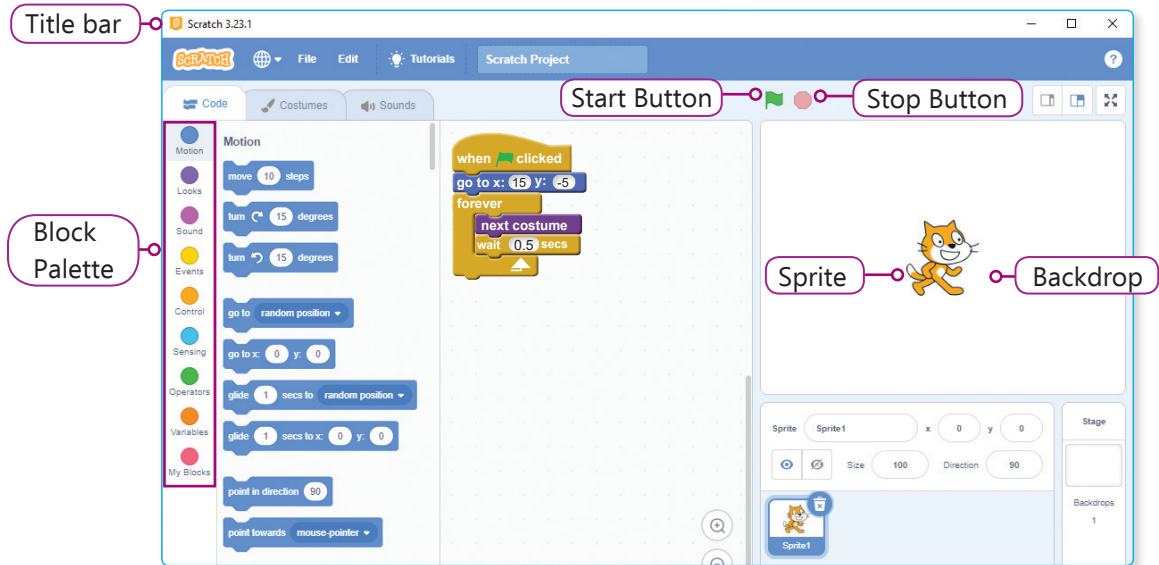 Title bar
Scratch 3.23.1
SCRATCH File Edit Tutorials Scratch Project ?
Code Costumes Sounds
Start Button
Stop Button
Block
Palette
Motion
Looks
Sound
Events
Control
Sensing
Operators
Variables
My Blocks
Motion
move 10 steps
turn 15 degrees
turn 15 degrees
go to random position
go to x: 0 y: 0
glide 1 secs to random position
glide 1 secs to x: 0 y: 0
point in direction 90
point towards mouse-pointer
when clicked
go to x: 15 y: -5
forever
next costume
wait 0.5 secs
Sprite
Backdrop
Sprite Sprite1 x 0 y 0
Size 100 Direction 90
Sprite1
Stage
Backdrops
1